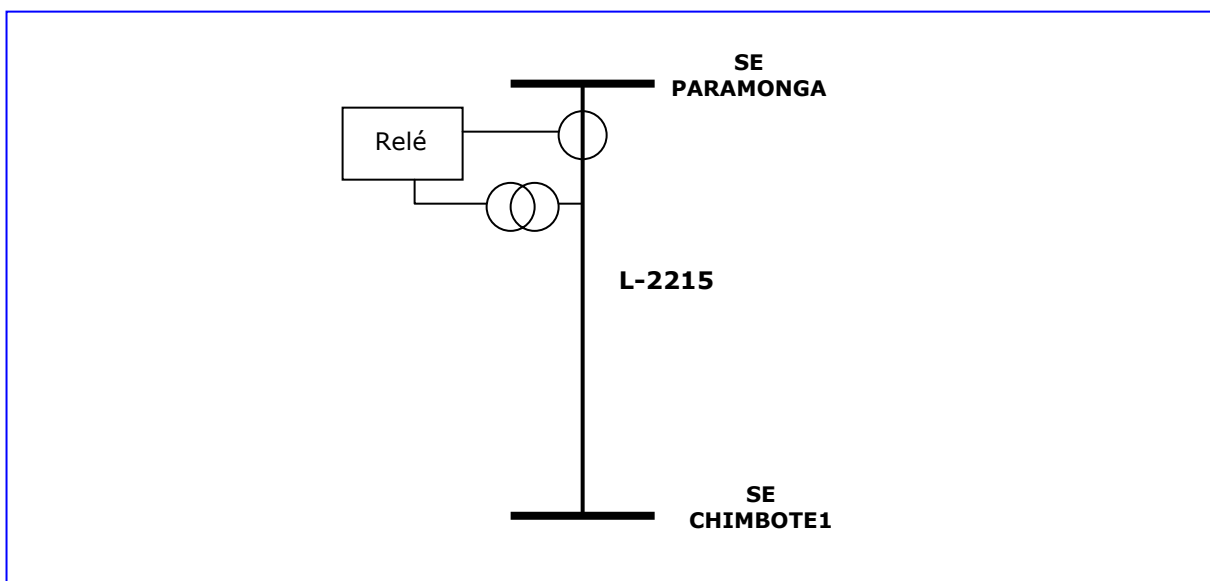 SE
PARAMONGA
Relé
L-2215
SE
CHIMBOTE1